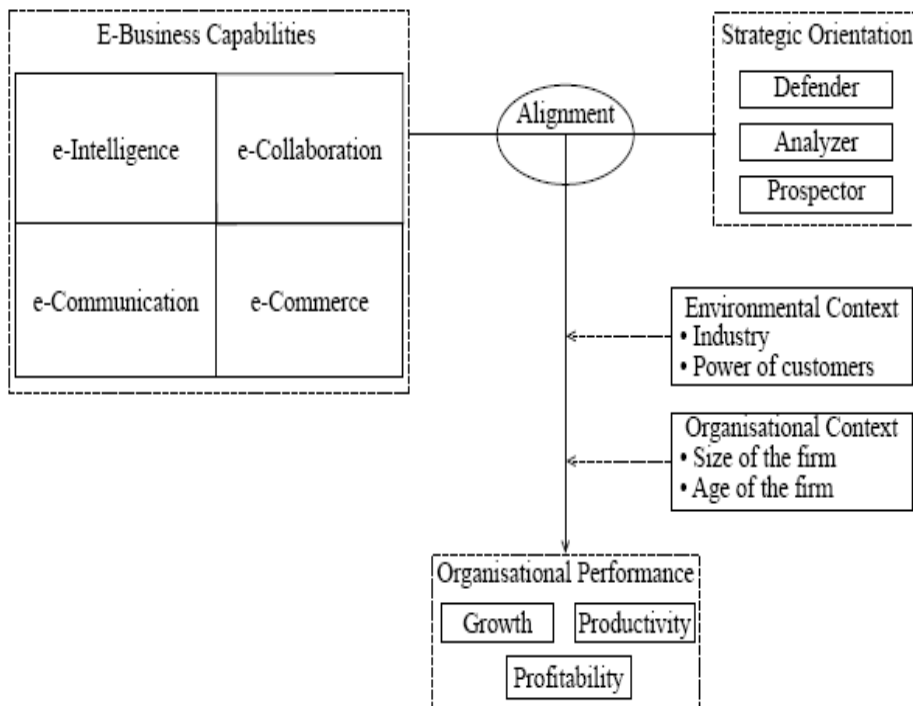 E-Business Capabilities
e-Intelligence
e-Collaboration
e-Communication
e-Commerce
Alignment
Strategic Orientation
Defender
Analyzer
Prospector
Environmental Context
• Industry
• Power of customers
Organisational Context
• Size of the firm
• Age of the firm
Organisational Performance
Growth
Productivity
Profitability